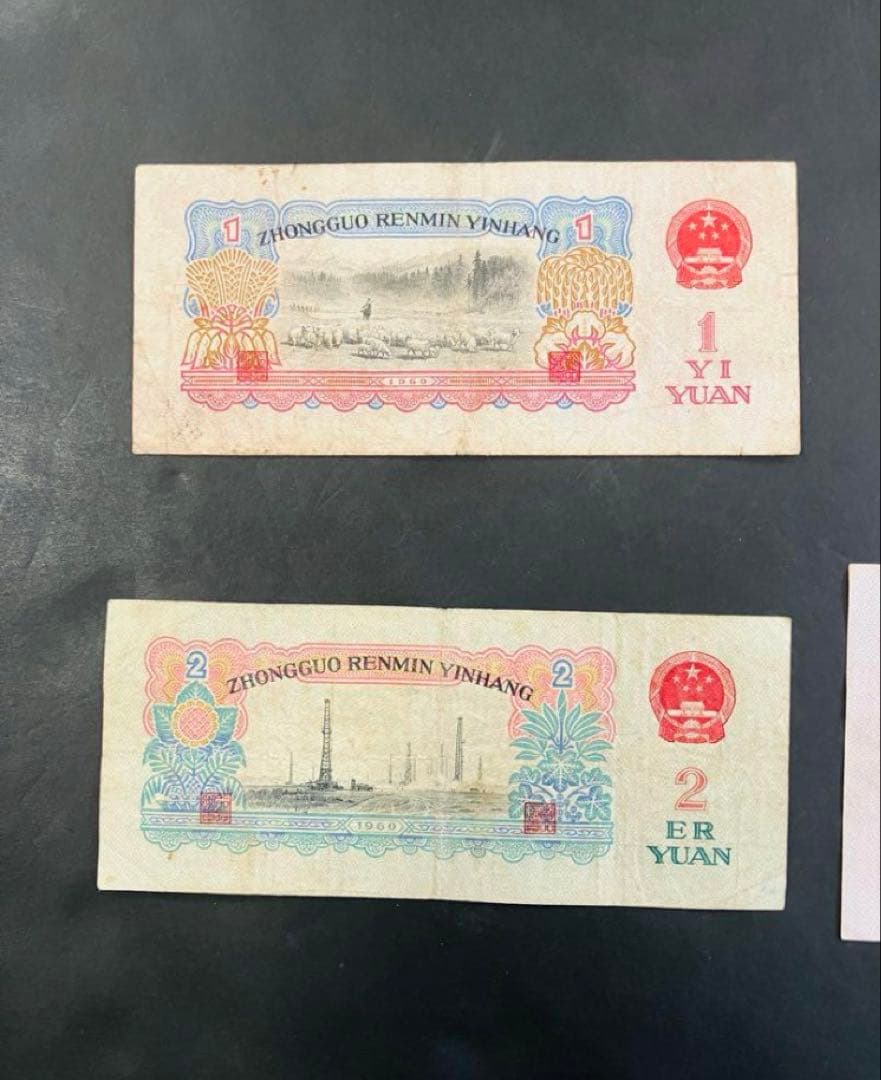 1 ZHONGGUO RENMIN YINHANG 1
1960
1
YI
YUAN
2 ZHONGGUO RENMIN YINHANG 2
1960
2
ER
YUAN